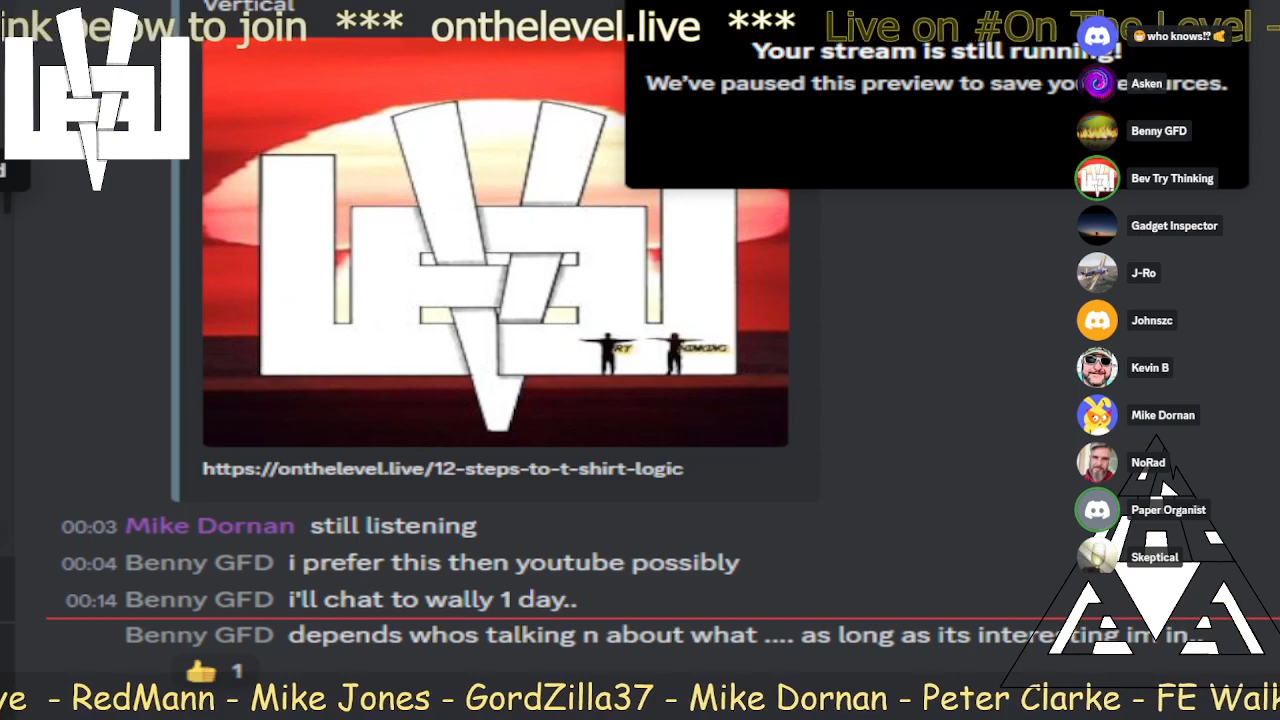 Vertical
ink below to join *** onthelevel.live *** Live on #On The Level -
Your stream is still running!
We've paused this preview to save your resources.
who knows!?
Asken
Benny GFD
Bev Try Thinking
Gadget Inspector
J-Ro
Johnszc
Kevin B
Mike Dornan
NoRad
Paper Organist
Skeptical
https://onthelevel.live/12-steps-to-t-shirt-logic
00:03 Mike Dornan still listening
00:04 Benny GFD i prefer this then youtube possibly
00:14 Benny GFD i'll chat to wally 1 day..
Benny GFD depends whos talking n about what .... as long as its interesting im in..
1
ve - RedMann - Mike Jones - GordZilla37 - Mike Dornan - Peter Clarke - FE Walk